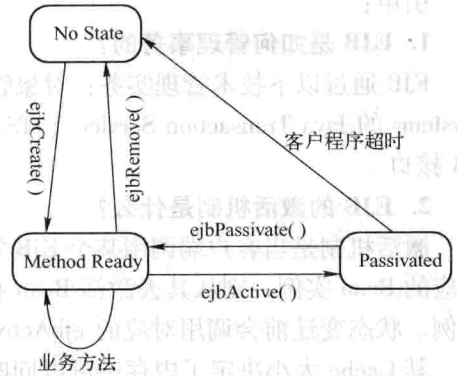 No State
ejbCreate( )
ejbRemove( )
客户程序超时
ejbPassivate( )
Method Ready
Passivated
ejbActive( )
业务方法